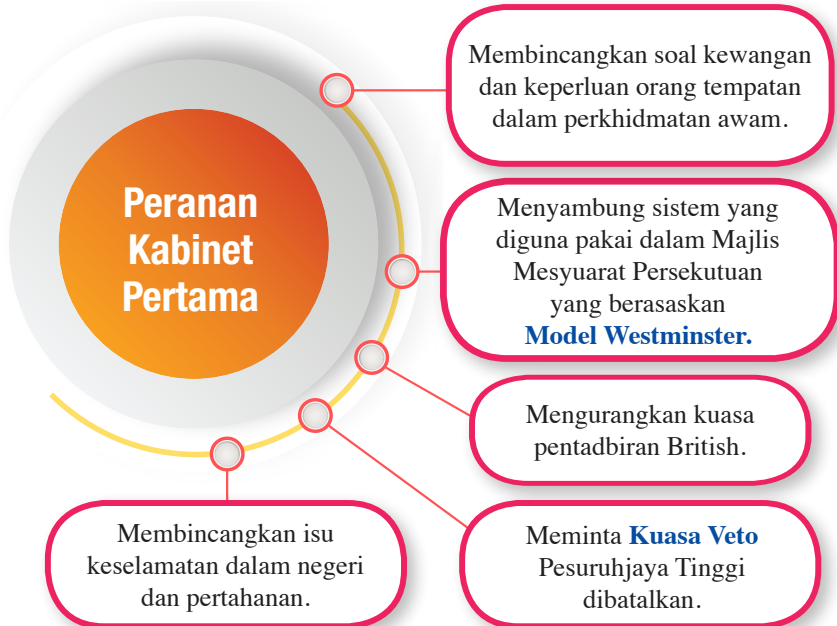 Peranan
Kabinet
Pertama
Membincangkan soal kewangan
dan keperluan orang tempatan
dalam perkhidmatan awam.
Menyambung sistem yang
diguna pakai dalam Majlis
Mesyuarat Persekutuan
yang berasaskan
Model Westminster.
Mengurangkan kuasa
pentadbiran British.
Meminta Kuasa Veto
Pesuruhjaya Tinggi
dibatalkan.
Membincangkan isu
keselamatan dalam negeri
dan pertahanan.